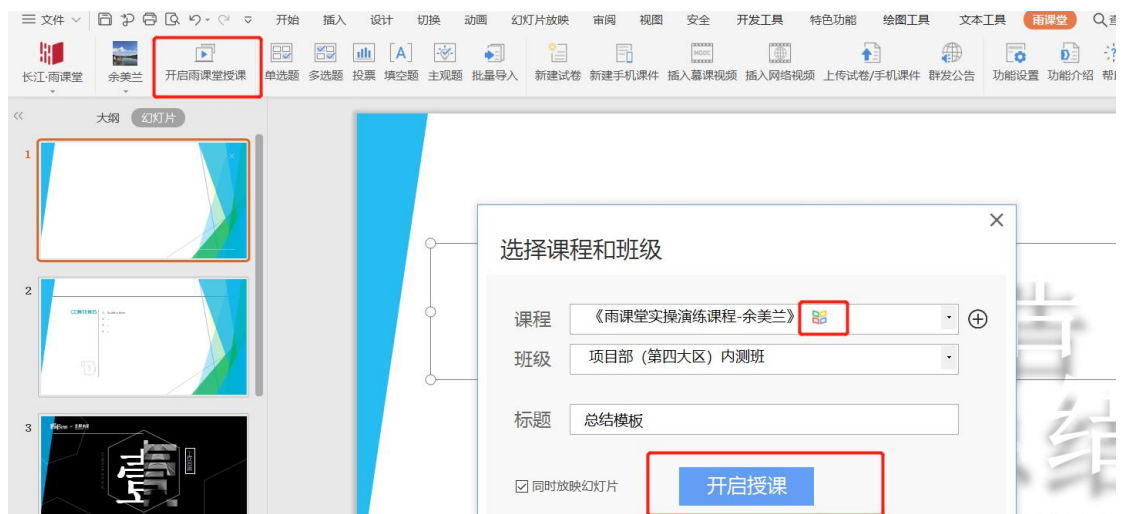 文件 开始 插入 设计 切换 动画 幻灯片放映 审阅 视图 安全 开发工具 特色功能 绘图工具 文本工具 雨课堂
长江·雨课堂 余美兰 开启雨课堂授课 单选题 多选题 投票 填空题 主观题 批量导入 新建试卷 新建手机课件 插入慕课视频 插入网络视频 上传试卷/手机课件 群发公告 功能设置 功能介绍
大纲 幻灯片
1
选择课程和班级
2
CONTENTS
课程 《雨课堂实操演练课程-余美兰》
班级 项目部（第四大区）内测班
标题 总结模板
3
同时放映幻灯片 开启授课